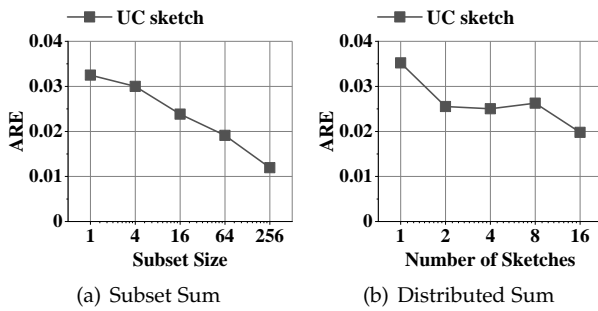 UC sketch
0.04
0.03
0.02
0.01
0
ARE
1 4 16 64 256
Subset Size
(a) Subset Sum
UC sketch
0.04
0.03
0.02
0.01
0
ARE
1 2 4 8 16
Number of Sketches
(b) Distributed Sum